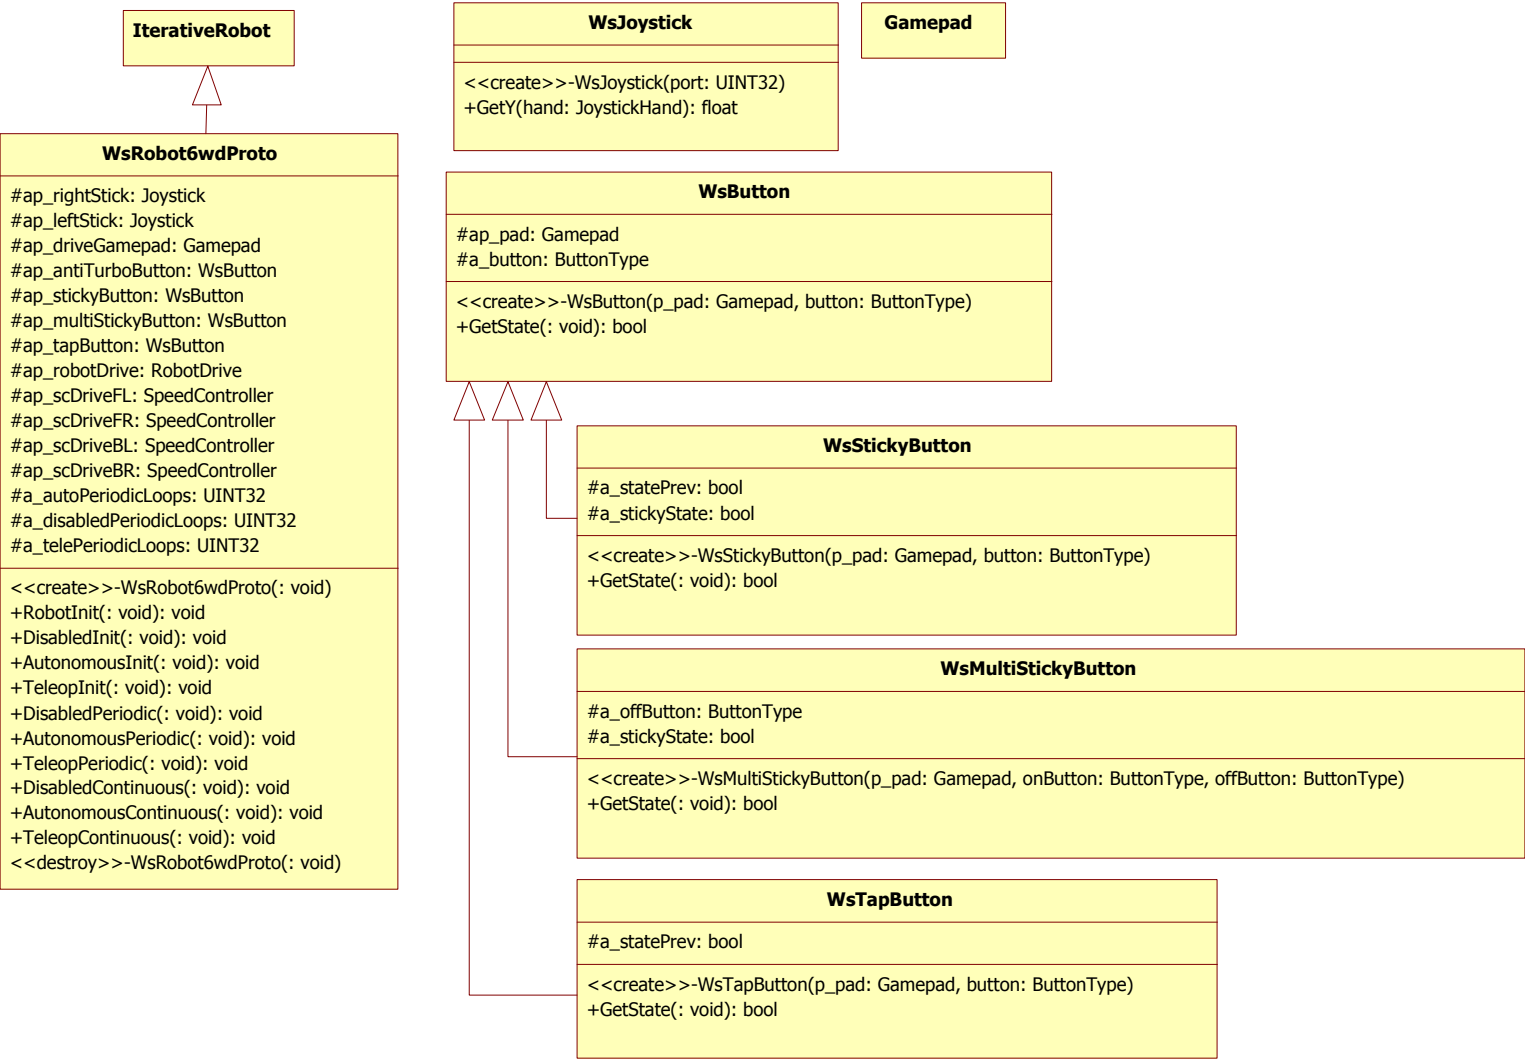 IterativeRobot
WsRobot6wdProto
#ap_rightStick: Joystick
#ap_leftStick: Joystick
#ap_driveGamepad: Gamepad
#ap_antiTurboButton: WsButton
#ap_stickyButton: WsButton
#ap_multiStickyButton: WsButton
#ap_tapButton: WsButton
#ap_robotDrive: RobotDrive
#ap_scDriveFL: SpeedController
#ap_scDriveFR: SpeedController
#ap_scDriveBL: SpeedController
#ap_scDriveBR: SpeedController
#a_autoPeriodicLoops: UINT32
#a_disabledPeriodicLoops: UINT32
#a_telePeriodicLoops: UINT32
<<create>>-WsRobot6wdProto(: void)
+RobotInit(: void): void
+DisabledInit(: void): void
+AutonomousInit(: void): void
+TeleopInit(: void): void
+DisabledPeriodic(: void): void
+AutonomousPeriodic(: void): void
+TeleopPeriodic(: void): void
+DisabledContinuous(: void): void
+AutonomousContinuous(: void): void
+TeleopContinuous(: void): void
<<destroy>>-WsRobot6wdProto(: void)
WsJoystick
<<create>>-WsJoystick(port: UINT32)
+GetY(hand: JoystickHand): float
Gamepad
WsButton
#ap_pad: Gamepad
#a_button: ButtonType
<<create>>-WsButton(p_pad: Gamepad, button: ButtonType)
+GetState(: void): bool
WsStickyButton
#a_statePrev: bool
#a_stickyState: bool
<<create>>-WsStickyButton(p_pad: Gamepad, button: ButtonType)
+GetState(: void): bool
WsMultiStickyButton
#a_offButton: ButtonType
#a_stickyState: bool
<<create>>-WsMultiStickyButton(p_pad: Gamepad, onButton: ButtonType, offButton: ButtonType)
+GetState(: void): bool
WsTapButton
#a_statePrev: bool
<<create>>-WsTapButton(p_pad: Gamepad, button: ButtonType)
+GetState(: void): bool